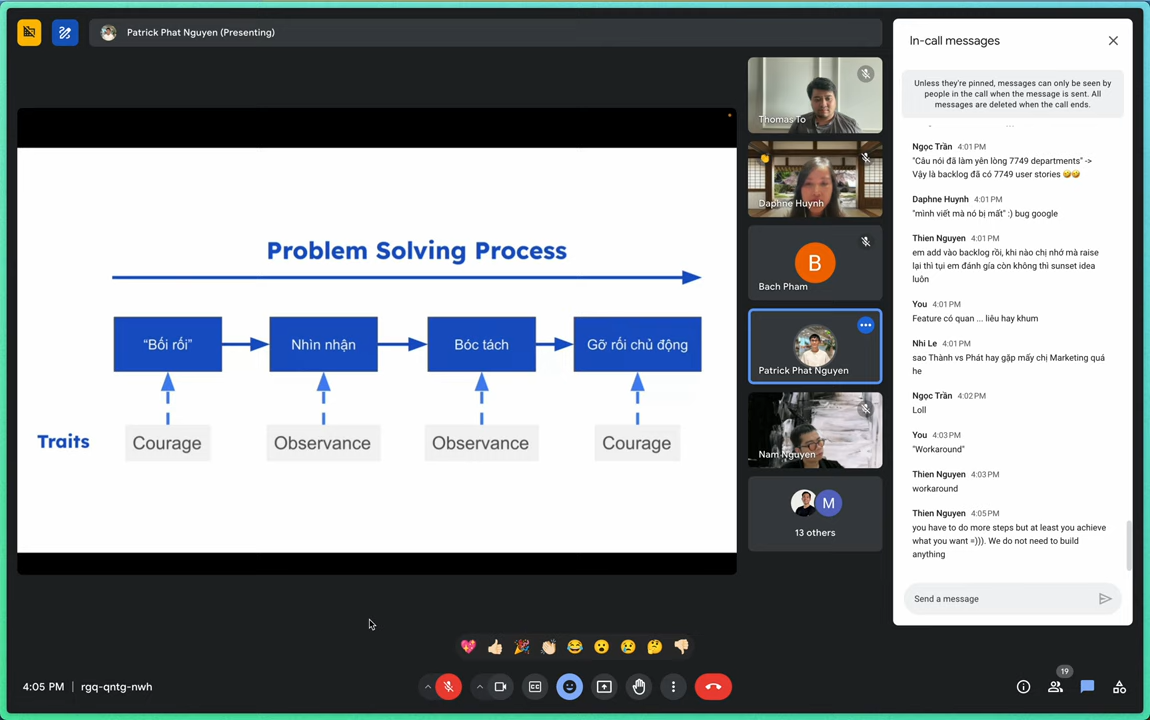 Patrick Phat Nguyen (Presenting)
Problem Solving Process
"Bối rối"
Nhìn nhận
Bóc tách
Gỡ rối chủ động
Traits
Courage
Observance
Observance
Courage
Thomas To
Daphne Huynh
B
Bach Pham
Patrick Phat Nguyen
Nam Nguyen
M
13 others
In-call messages
Unless they're pinned, messages can only be seen by
people in the call when the message is sent. All
messages are deleted when the call ends.
Ngọc Trần 4:01 PM
"Câu nói đã làm yên lòng 7749 departments" ->
Vậy là backlog đã có 7749 user stories 🤣🤣
Daphne Huynh 4:01 PM
"mình viết mà nó bị mất" :) bug google
Thien Nguyen 4:01 PM
em add vào backlog rồi, khi nào chị nhớ mà raise
lại thì tụi em đánh gía còn không thì sunset idea
luôn
You 4:01 PM
Feature có quan ... liêu hay khum
Nhi Le 4:01 PM
sao Thành vs Phát hay gặp mấy chị Marketing quá
he
Ngọc Trần 4:02 PM
Loll
You 4:03 PM
"Workaround"
Thien Nguyen 4:03 PM
workaround
Thien Nguyen 4:05 PM
you have to do more steps but at least you achieve
what you want =))). We do not need to build
anything
Send a message
4:05 PM | rgq-qntg-nwh
19